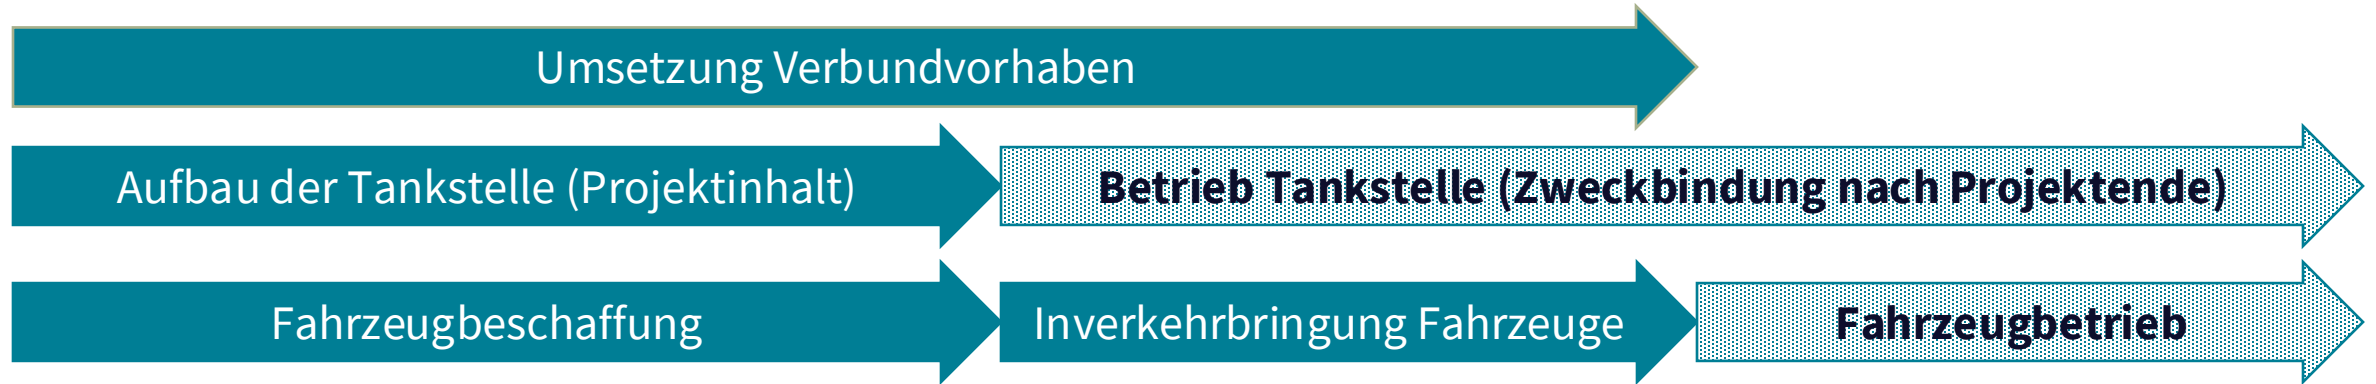 Umsetzung Verbundvorhaben
Aufbau der Tankstelle (Projektinhalt)
Betrieb Tankstelle (Zweckbindung nach Projektende)
Fahrzeugbeschaffung
Inverkehrbringung Fahrzeuge
Fahrzeugbetrieb